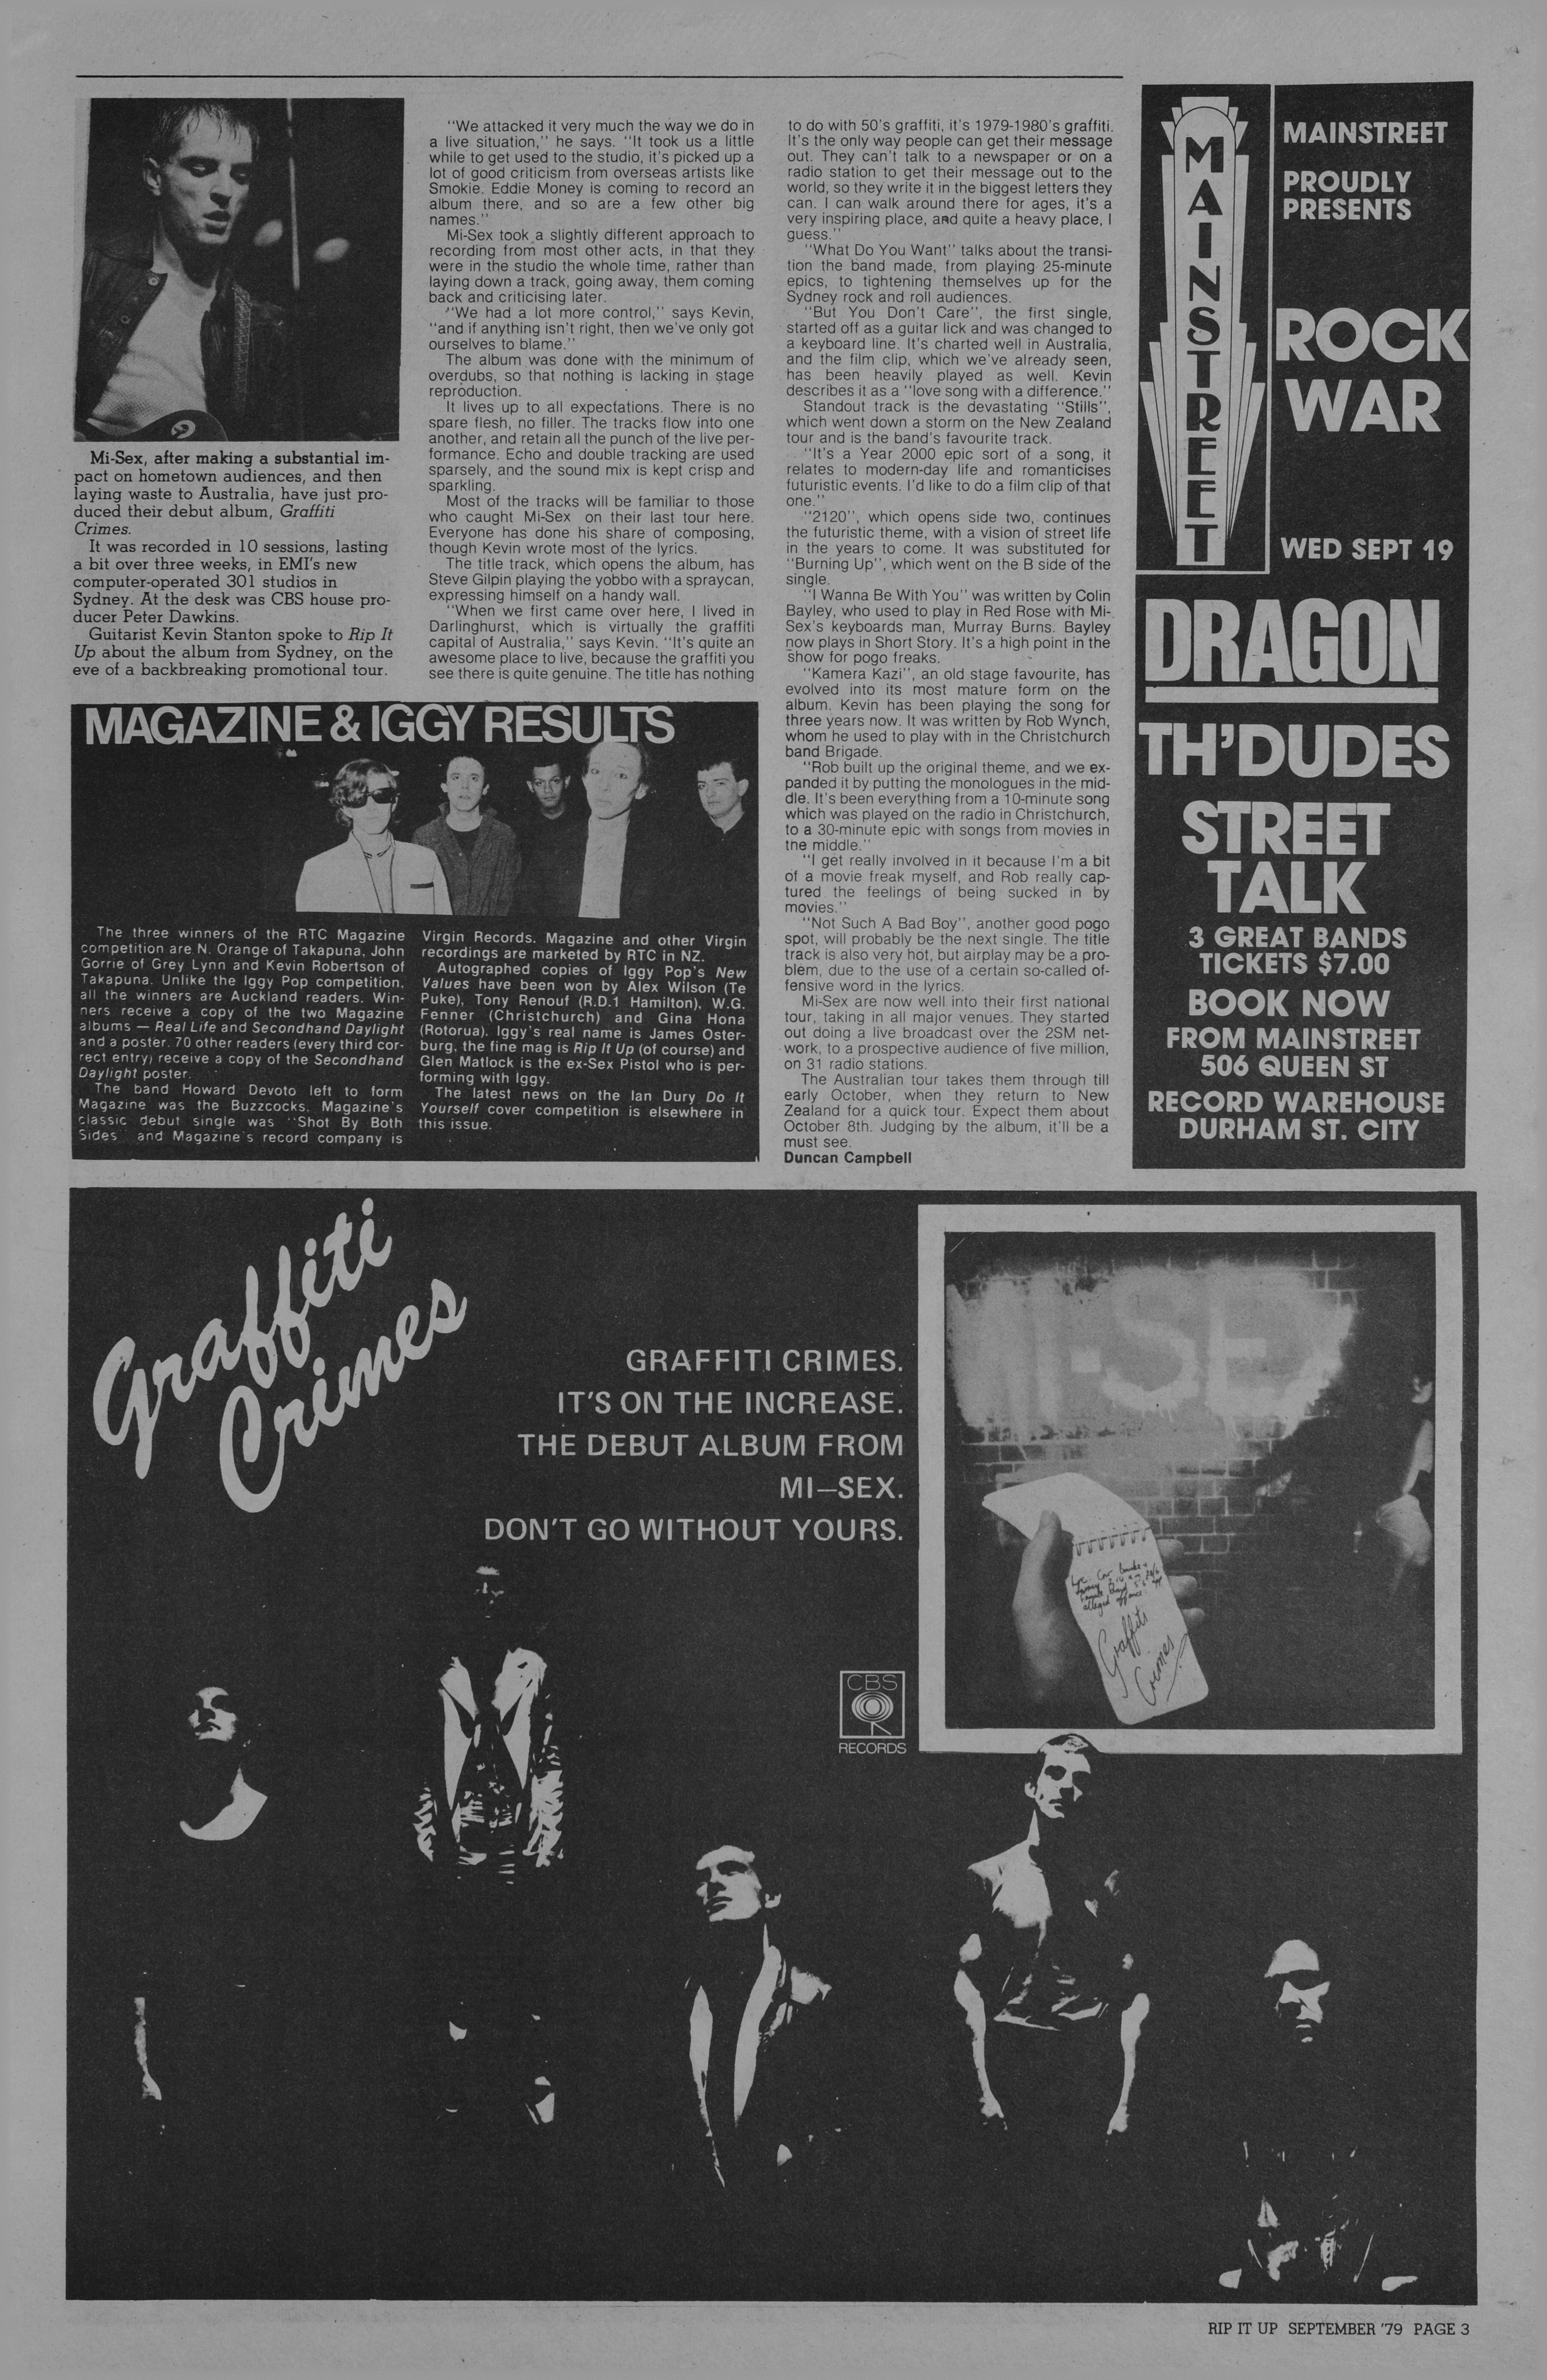 Mi-Sex, after making a substantial im-
pact on hometown audiences, and then
laying waste to Australia, have just pro-
duced their debut album, Graffiti
Crimes.
It was recorded in 10 sessions, lasting
a bit over three weeks, in EMI's new
computer-operated 301 studios in
Sydney. At the desk was CBS house pro-
ducer Peter Dawkins.
Guitarist Kevin Stanton spoke to Rip It
Up about the album from Sydney, on the
eve of a backbreaking promotional tour.
"We attacked it very much the way we do in
a live situation," he says. "It took us a little
while to get used to the studio, it's picked up a
lot of good criticism from overseas artists like
Smokie. Eddie Money is coming to record an
album there, and so are a few other big
names."
Mi-Sex took a slightly different approach to
recording from most other acts, in that they
were in the studio the whole time, rather than
laying down a track, going away, them coming
back and criticising later.
"We had a lot more control," says Kevin,
"and if anything isn't right, then we've only got
ourselves to blame."
The album was done with the minimum of
overdubs, so that nothing is lacking in stage
reproduction.
It lives up to all expectations. There is no
spare flesh, no filler. The tracks flow into one
another, and retain all the punch of the live per-
formance. Echo and double tracking are used
sparsely, and the sound mix is kept crisp and
sparkling.
Most of the tracks will be familiar to those
who caught Mi-Sex on their last tour here.
Everyone has done his share of composing,
though Kevin wrote most of the lyrics.
The title track, which opens the album, has
Steve Gilpin playing the yobbo with a spraycan,
expressing himself on a handy wall.
"When we first came over here, I lived in
Darlinghurst, which is virtually the graffiti
capital of Australia," says Kevin. "It's quite an
awesome place to live, because the graffiti you
see there is quite genuine. The title has nothing
to do with 50's graffiti, it's 1979-1980's graffiti.
It's the only way people can get their message
out. They can't talk to a newspaper or on a
radio station to get their message out to the
world, so they write it in the biggest letters they
can. I can walk around there for ages, it's a
very inspiring place, and quite a heavy place, I
guess."
"What Do You Want" talks about the transi-
tion the band made, from playing 25-minute
epics, to tightening themselves up for the
Sydney rock and roll audiences.
"But You Don't Care", the first single,
started off as a guitar lick and was changed to
a keyboard line. It's charted well in Australia,
and the film clip, which we've already seen,
has been heavily played as well. Kevin
describes it as a "love song with a difference."
Standout track is the devastating "Stills",
which went down a storm on the New Zealand
tour and is the band's favourite track.
"It's a Year 2000 epic sort of a song, it
relates to modern-day life and romanticises
futuristic events. I'd like to do a film clip of that
one."
"2120", which opens side two, continues
the futuristic theme, with a vision of street life
in the years to come. It was substituted for
"Burning Up", which went on the B side of the
single.
"I Wanna Be With You" was written by Colin
Bayley, who used to play in Red Rose with Mi-
Sex's keyboards man, Murray Burns. Bayley
now plays in Short Story. It's a high point in the
show for pogo freaks.
"Kamera Kazi", an old stage favourite, has
evolved into its most mature form on the
album. Kevin has been playing the song for
three years now. It was written by Rob Wynch,
whom he used to play with in the Christchurch
band Brigade.
"Rob built up the original theme, and we ex-
panded it by putting the monologues in the mid-
dle. It's been everything from a 10-minute song
which was played on the radio in Christchurch,
to a 30-minute epic with songs from movies in
the middle."
"I get really involved in it because I'm a bit
of a movie freak myself, and Rob really cap-
tured the feelings of being sucked in by
movies."
"Not Such A Bad Boy", another good pogo
spot, will probably be the next single. The title
track is also very hot, but airplay may be a pro-
blem, due to the use of a certain so-called of-
fensive word in the lyrics.
Mi-Sex are now well into their first national
tour, taking in all major venues. They started
out doing a live broadcast over the 2SM net-
work, to a prospective audience of five million,
on 31 radio stations.
The Australian tour takes them through till
early October, when they return to New
Zealand for a quick tour. Expect them about
October 8th. Judging by the album, it'll be a
must see.
Duncan Campbell
MAGAZINE & IGGY RESULTS
The three winners of the RTC Magazine
competition are N. Orange of Takapuna, John
Gorrie of Grey Lynn and Kevin Robertson of
Takapuna. Unlike the Iggy Pop competition,
all the winners are Auckland readers. Win-
ners receive a copy of the two Magazine
albums — Real Life and Secondhand Daylight
and a poster. 70 other readers (every third cor-
rect entry) receive a copy of the Secondhand
Daylight poster.
The band Howard Devoto left to form
Magazine was the Buzzcocks. Magazine's
classic debut single was "Shot By Both
Sides" and Magazine's record company is
Virgin Records. Magazine and other Virgin
recordings are marketed by RTC in NZ.
Autographed copies of Iggy Pop's New
Values have been won by Alex Wilson (Te
Puke), Tony Renouf (R.D.1 Hamilton), W.G.
Fenner (Christchurch) and Gina Hona
(Rotorua). Iggy's real name is James Oster-
burg, the fine mag is Rip It Up (of course) and
Glen Matlock is the ex-Sex Pistol who is per-
forming with Iggy.
The latest news on the Ian Dury Do It
Yourself cover competition is elsewhere in
this issue.
MAINSTREET
MAINSTREET
PROUDLY
PRESENTS
ROCK
WAR
WED SEPT 19
DRAGON
TH'DUDES
STREET
TALK
3 GREAT BANDS
TICKETS $7.00
BOOK NOW
FROM MAINSTREET
506 QUEEN ST
RECORD WAREHOUSE
DURHAM ST. CITY
Graffiti
Crimes
GRAFFITI CRIMES.
IT'S ON THE INCREASE.
THE DEBUT ALBUM FROM
MI—SEX.
DON'T GO WITHOUT YOURS.
MI-SEX
Graffiti
Crimes
CBS
RECORDS
RIP IT UP SEPTEMBER '79 PAGE 3